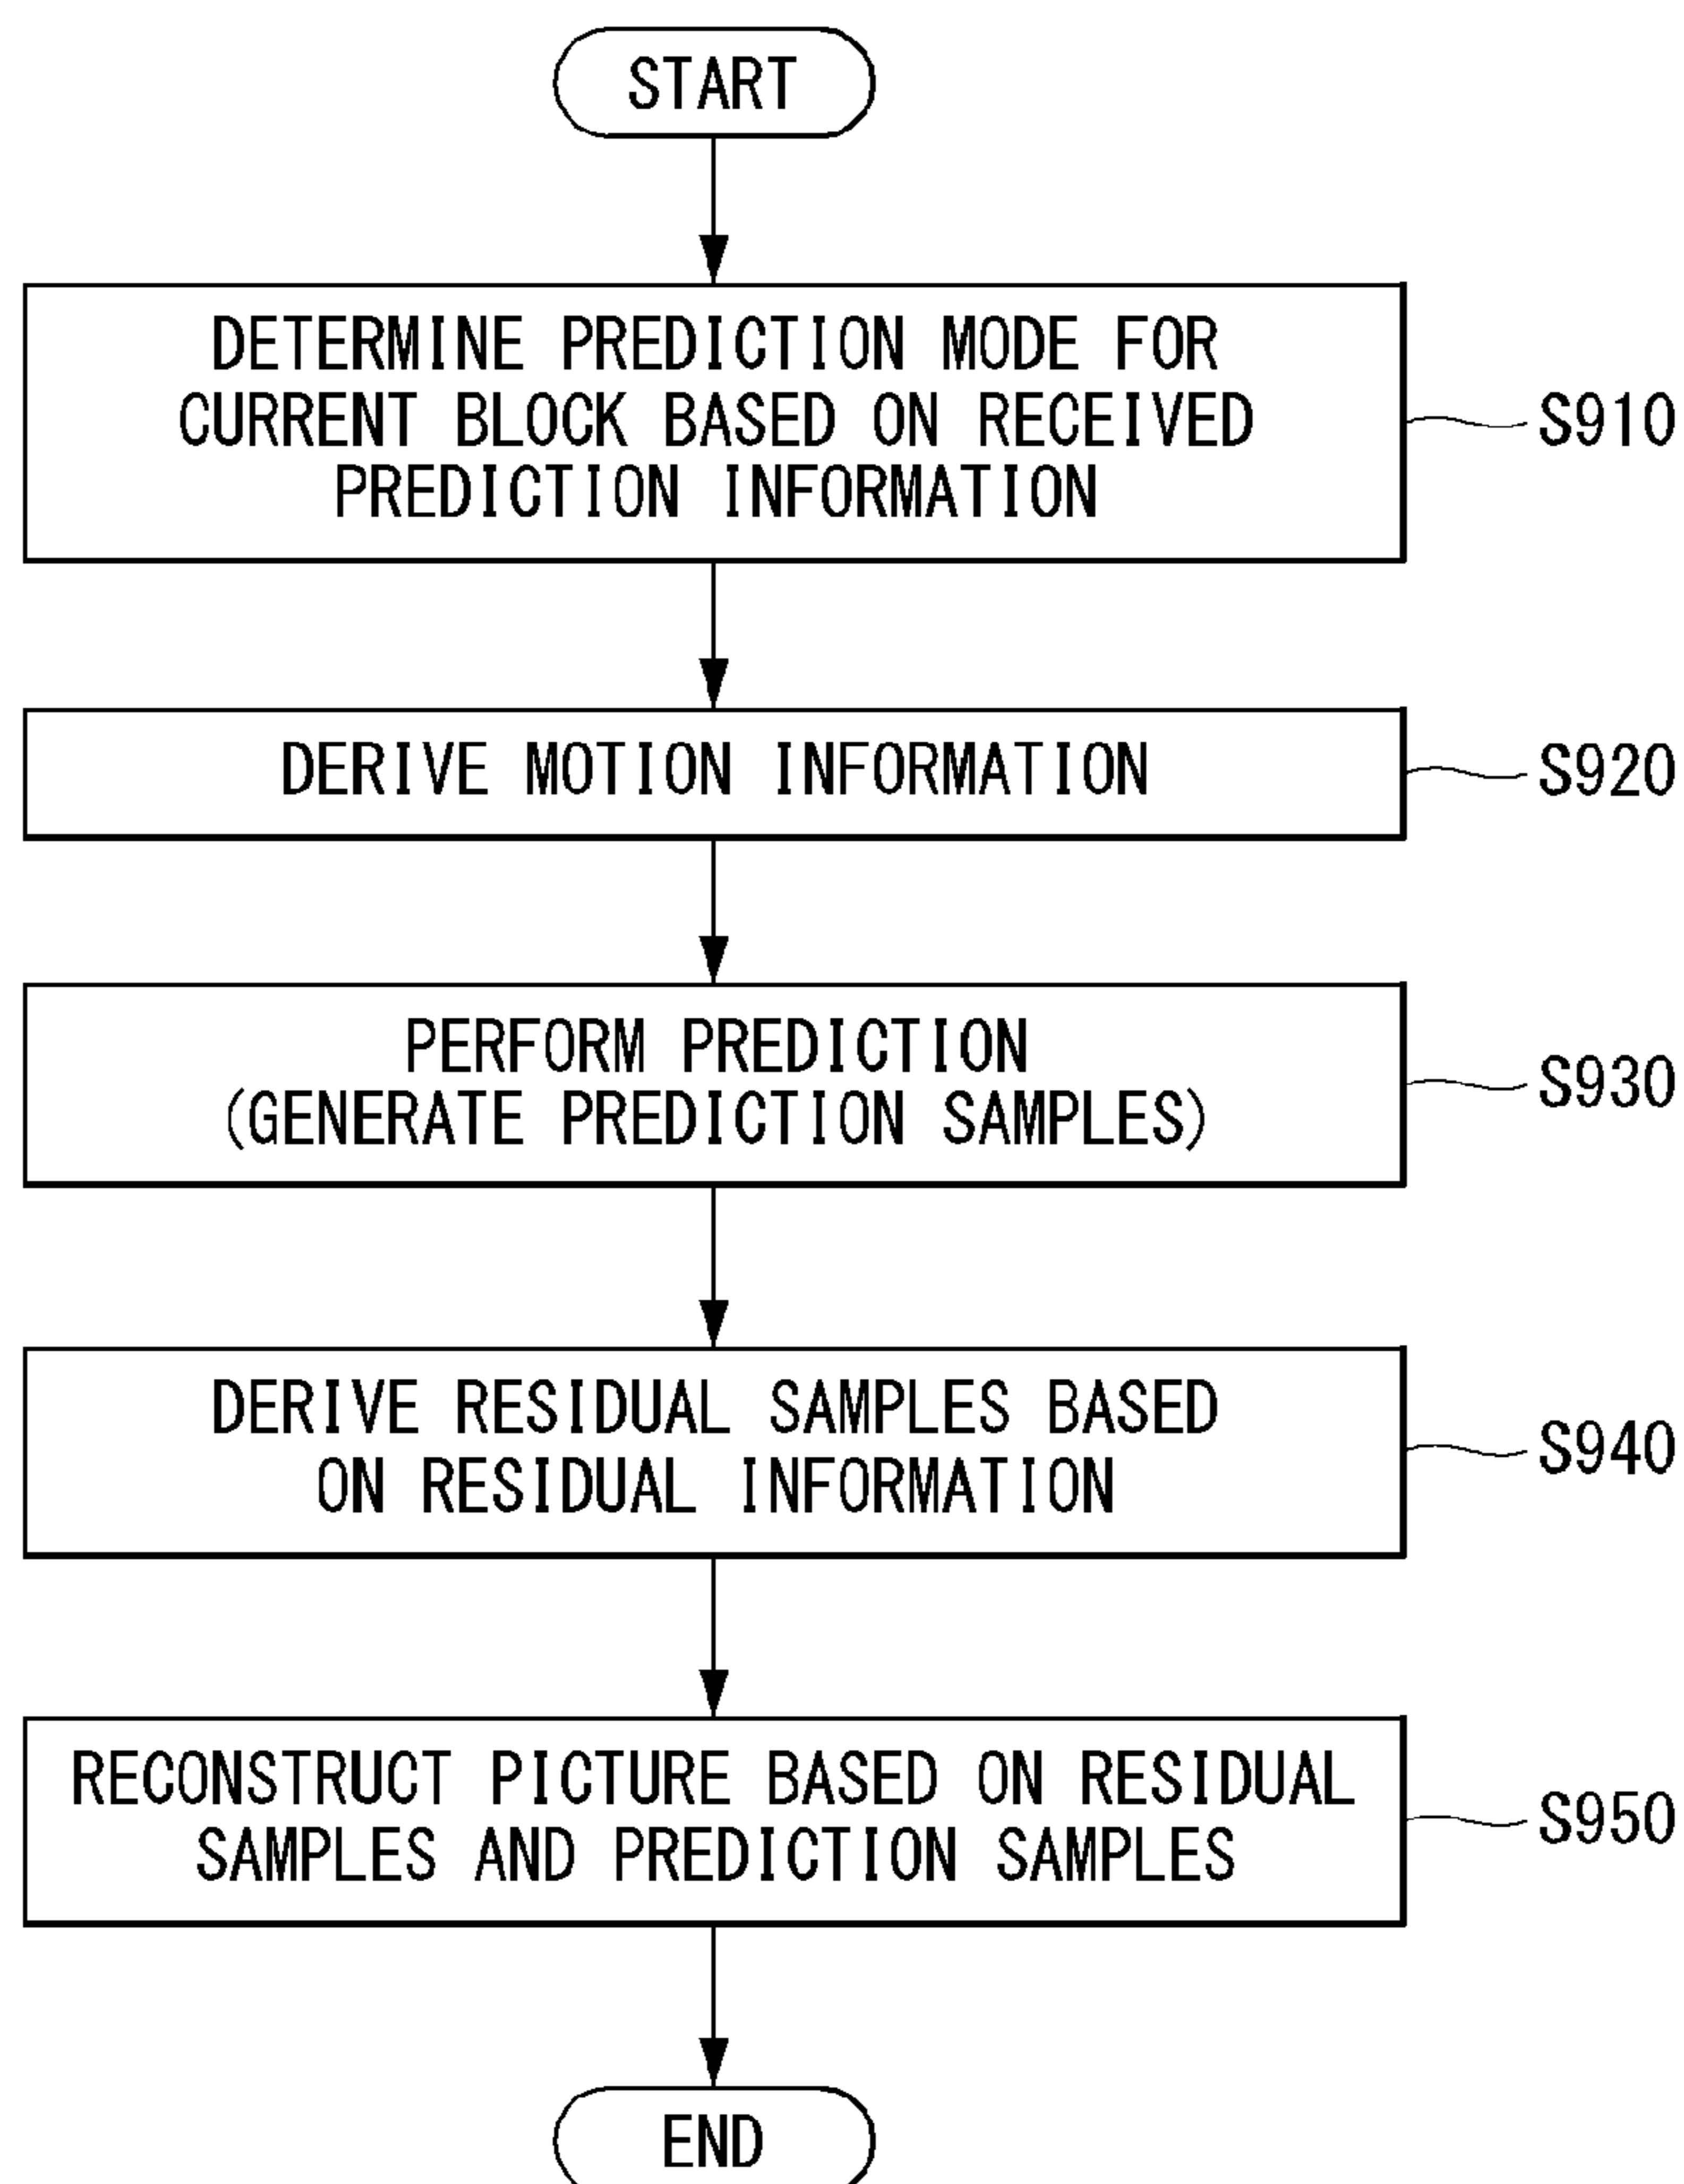 START
DETERMINE PREDICTION MODE FOR
CURRENT BLOCK BASED ON RECEIVED
PREDICTION INFORMATION
S910
DERIVE MOTION INFORMATION
S920
PERFORM PREDICTION
(GENERATE PREDICTION SAMPLES)
S930
DERIVE RESIDUAL SAMPLES BASED
ON RESIDUAL INFORMATION
S940
RECONSTRUCT PICTURE BASED ON RESIDUAL
SAMPLES AND PREDICTION SAMPLES
S950
END